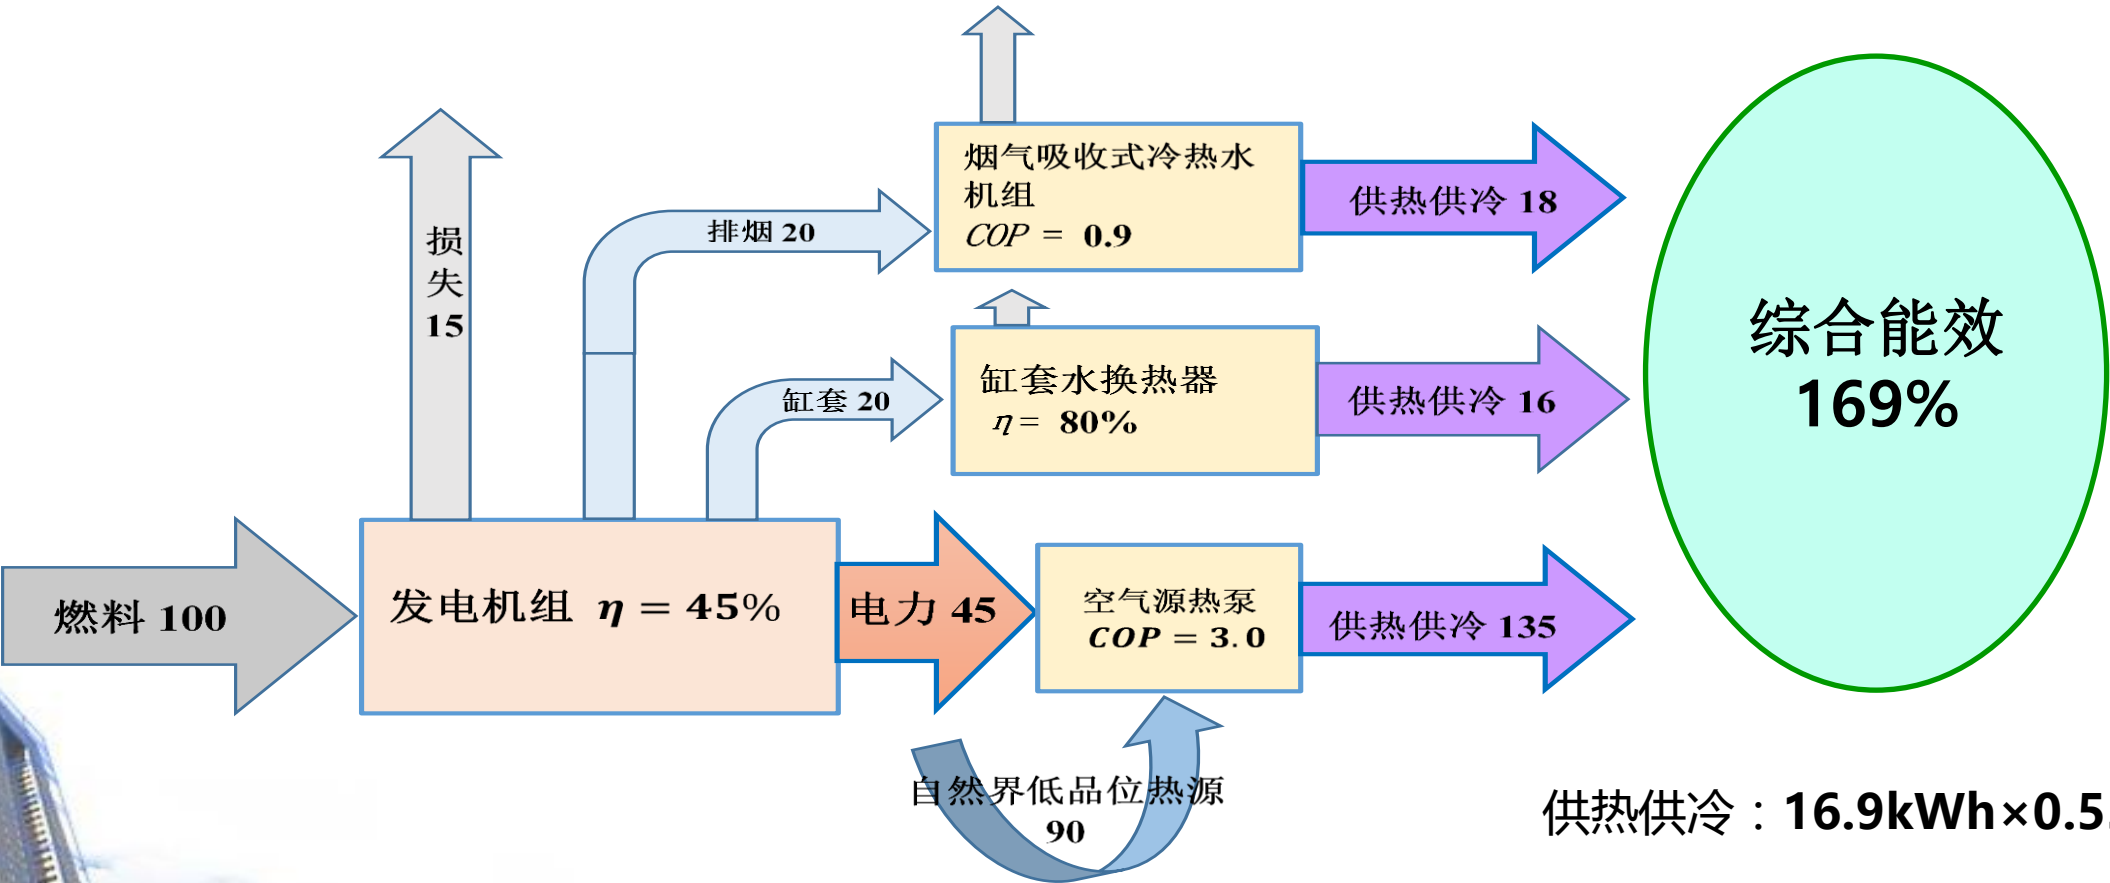 烟气吸收式冷热水
机组
COP = 0.9
供热供冷 18
排烟 20
损
失
15
综合能效
169%
缸套水换热器
η = 80%
缸套 20
供热供冷 16
燃料 100
发电机组 η = 45%
电力 45
空气源热泵
COP = 3.0
供热供冷 135
自然界低品位热源
90
供热供冷：16.9kWh×0.5